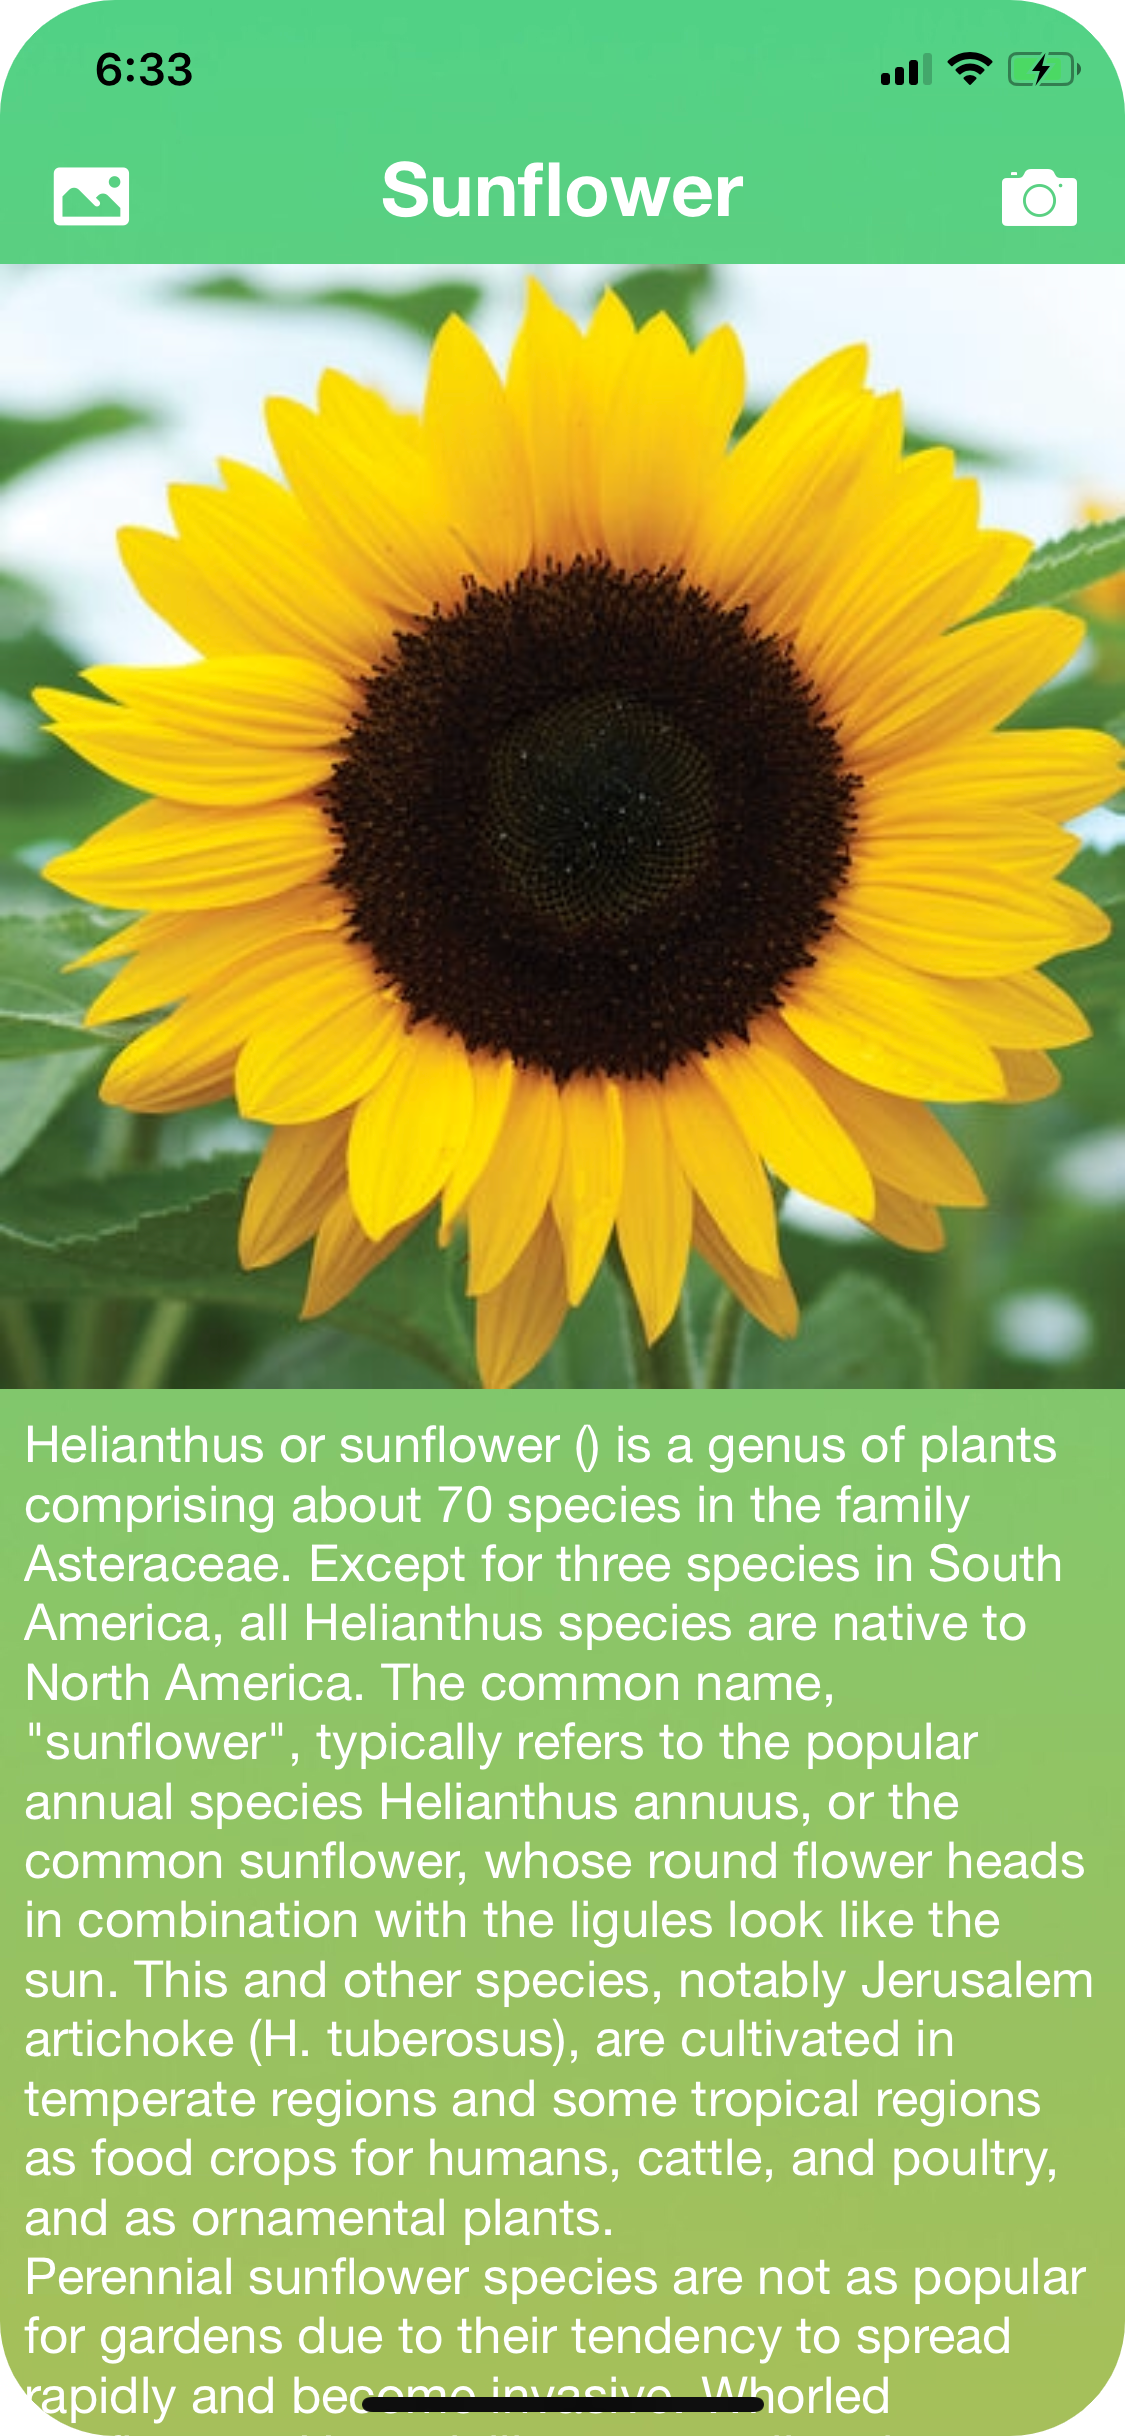 6:33
Sunflower
Helianthus or sunflower () is a genus of plants
comprising about 70 species in the family
Asteraceae. Except for three species in South
America, all Helianthus species are native to
North America. The common name,
"sunflower", typically refers to the popular
annual species Helianthus annuus, or the
common sunflower, whose round flower heads
in combination with the ligules look like the
sun. This and other species, notably Jerusalem
artichoke (H. tuberosus), are cultivated in
temperate regions and some tropical regions
as food crops for humans, cattle, and poultry,
and as ornamental plants.
Perennial sunflower species are not as popular
for gardens due to their tendency to spread
rapidly and become invasive. Whorled